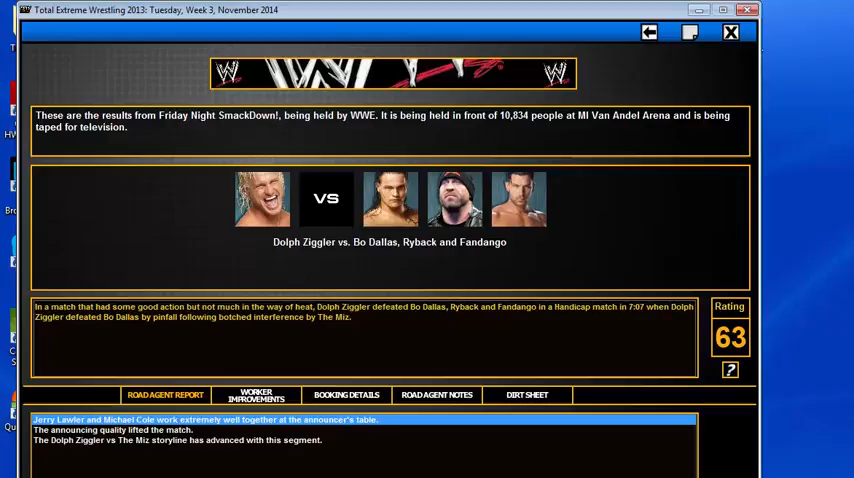 Total Extreme Wrestling 2013: Tuesday, Week 3, November 2014
W
W
These are the results from Friday Night SmackDown!, being held by WWE. It is being held in front of 10,834 people at MI Van Andel Arena and is being
taped for television.
VS
Dolph Ziggler vs. Bo Dallas, Ryback and Fandango
In a match that had some good action but not much in the way of heat, Dolph Ziggler defeated Bo Dallas, Ryback and Fandango in a Handicap match in 7:07 when Dolph
Ziggler defeated Bo Dallas by pinfall following botched interference by The Miz.
Rating
63
?
ROAD AGENT REPORT
WORKER
IMPROVEMENTS
BOOKING DETAILS
ROAD AGENT NOTES
DIRT SHEET
Jerry Lawler and Michael Cole work extremely well together at the announcer's table.
The announcing quality lifted the match.
The Dolph Ziggler vs The Miz storyline has advanced with this segment.
HW
Bro